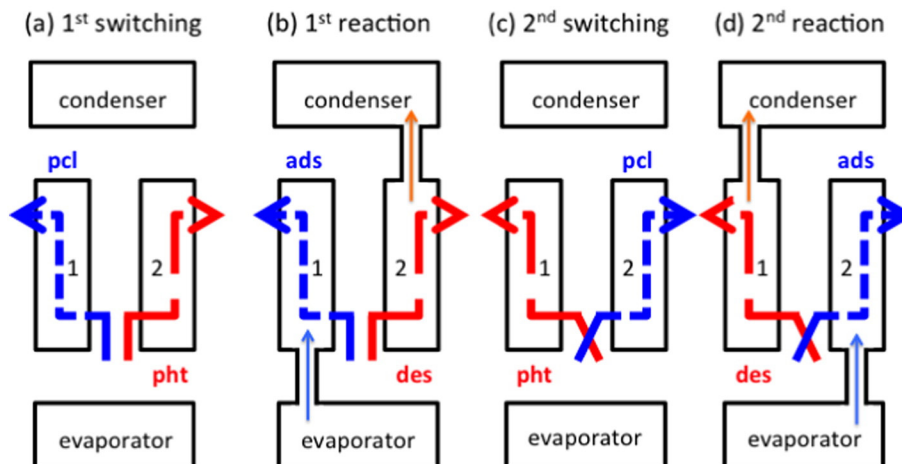 (a) 1st switching
(b) 1st reaction
(c) 2nd switching
(d) 2nd reaction
condenser
condenser
condenser
condenser
pcl
ads
pcl
ads
1
2
1
2
1
2
1
2
pht
des
pht
des
evaporator
evaporator
evaporator
evaporator